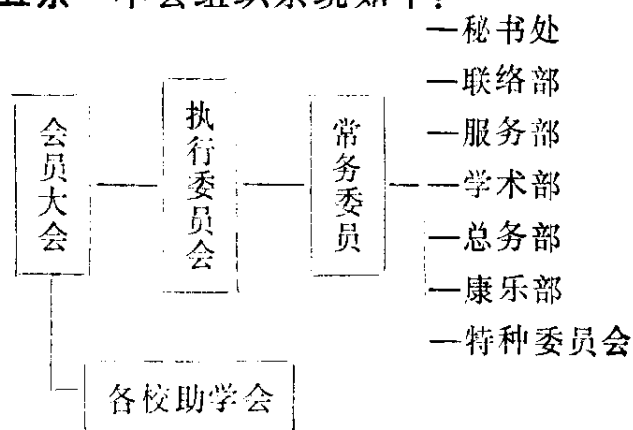 本会组织系统如下：
会员大会
执行委员会
常务委员
秘书处
联络部
服务部
学术部
总务部
康乐部
特种委员会
各校助学会